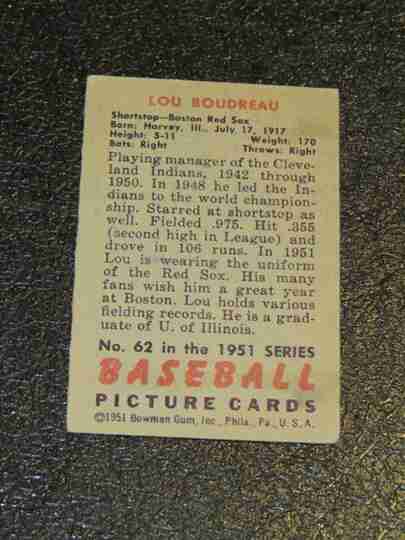 LOU BOUDREAU
Shortstop—Boston Red Sox
Born: Harvey, Ill., July 17, 1917
Height: 5-11 Weight: 170
Bats: Right Throws: Right
Playing manager of the Cleve-
land Indians, 1942 through
1950. In 1948 he led the In-
dians to the world champion-
ship. Starred at shortstop as
well. Fielded .975. Hit .355
(second high in League) and
drove in 106 runs. In 1951
Lou is wearing the uniform
of the Red Sox. His many
fans wish him a great year
at Boston. Lou holds various
fielding records. He is a grad-
uate of U. of Illinois.
No. 62 in the 1951 SERIES
BASEBALL
PICTURE CARDS
©1951 Bowman Gum, Inc., Phila., Pa., U. S. A.